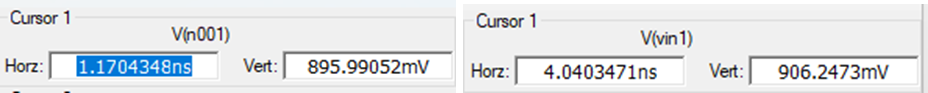 Cursor 1
V(n001)
Horz: 1.1704348ns Vert: 895.99052mV
Cursor 1
V(vin1)
Horz: 4.0403471ns Vert: 906.2473mV